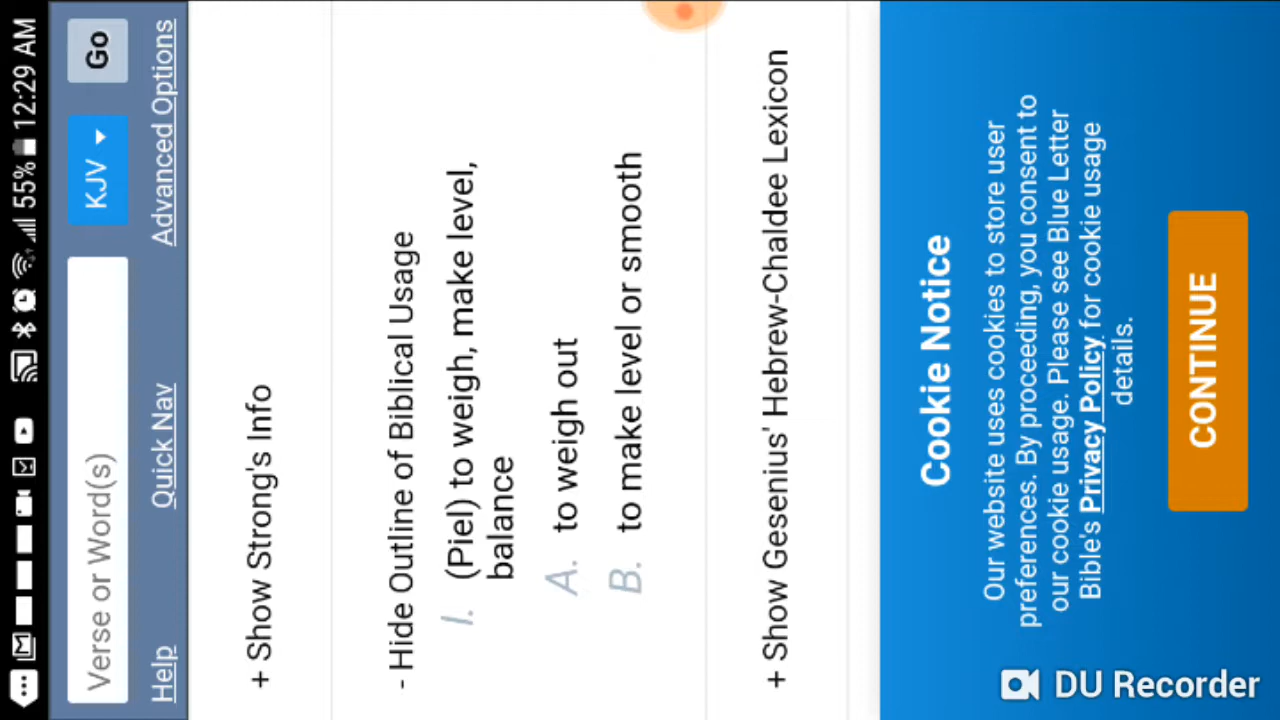 55% 12:29 AM
Verse or Word(s) KJV Go
Help Quick Nav Advanced Options
+ Show Strong's Info
- Hide Outline of Biblical Usage
I. (Piel) to weigh, make level,
balance
A. to weigh out
B. to make level or smooth
+ Show Gesenius' Hebrew-Chaldee Lexicon
Cookie Notice
Our website uses cookies to store user
preferences. By proceeding, you consent to
our cookie usage. Please see Blue Letter
Bible's Privacy Policy for cookie usage
details.
CONTINUE
DU Recorder